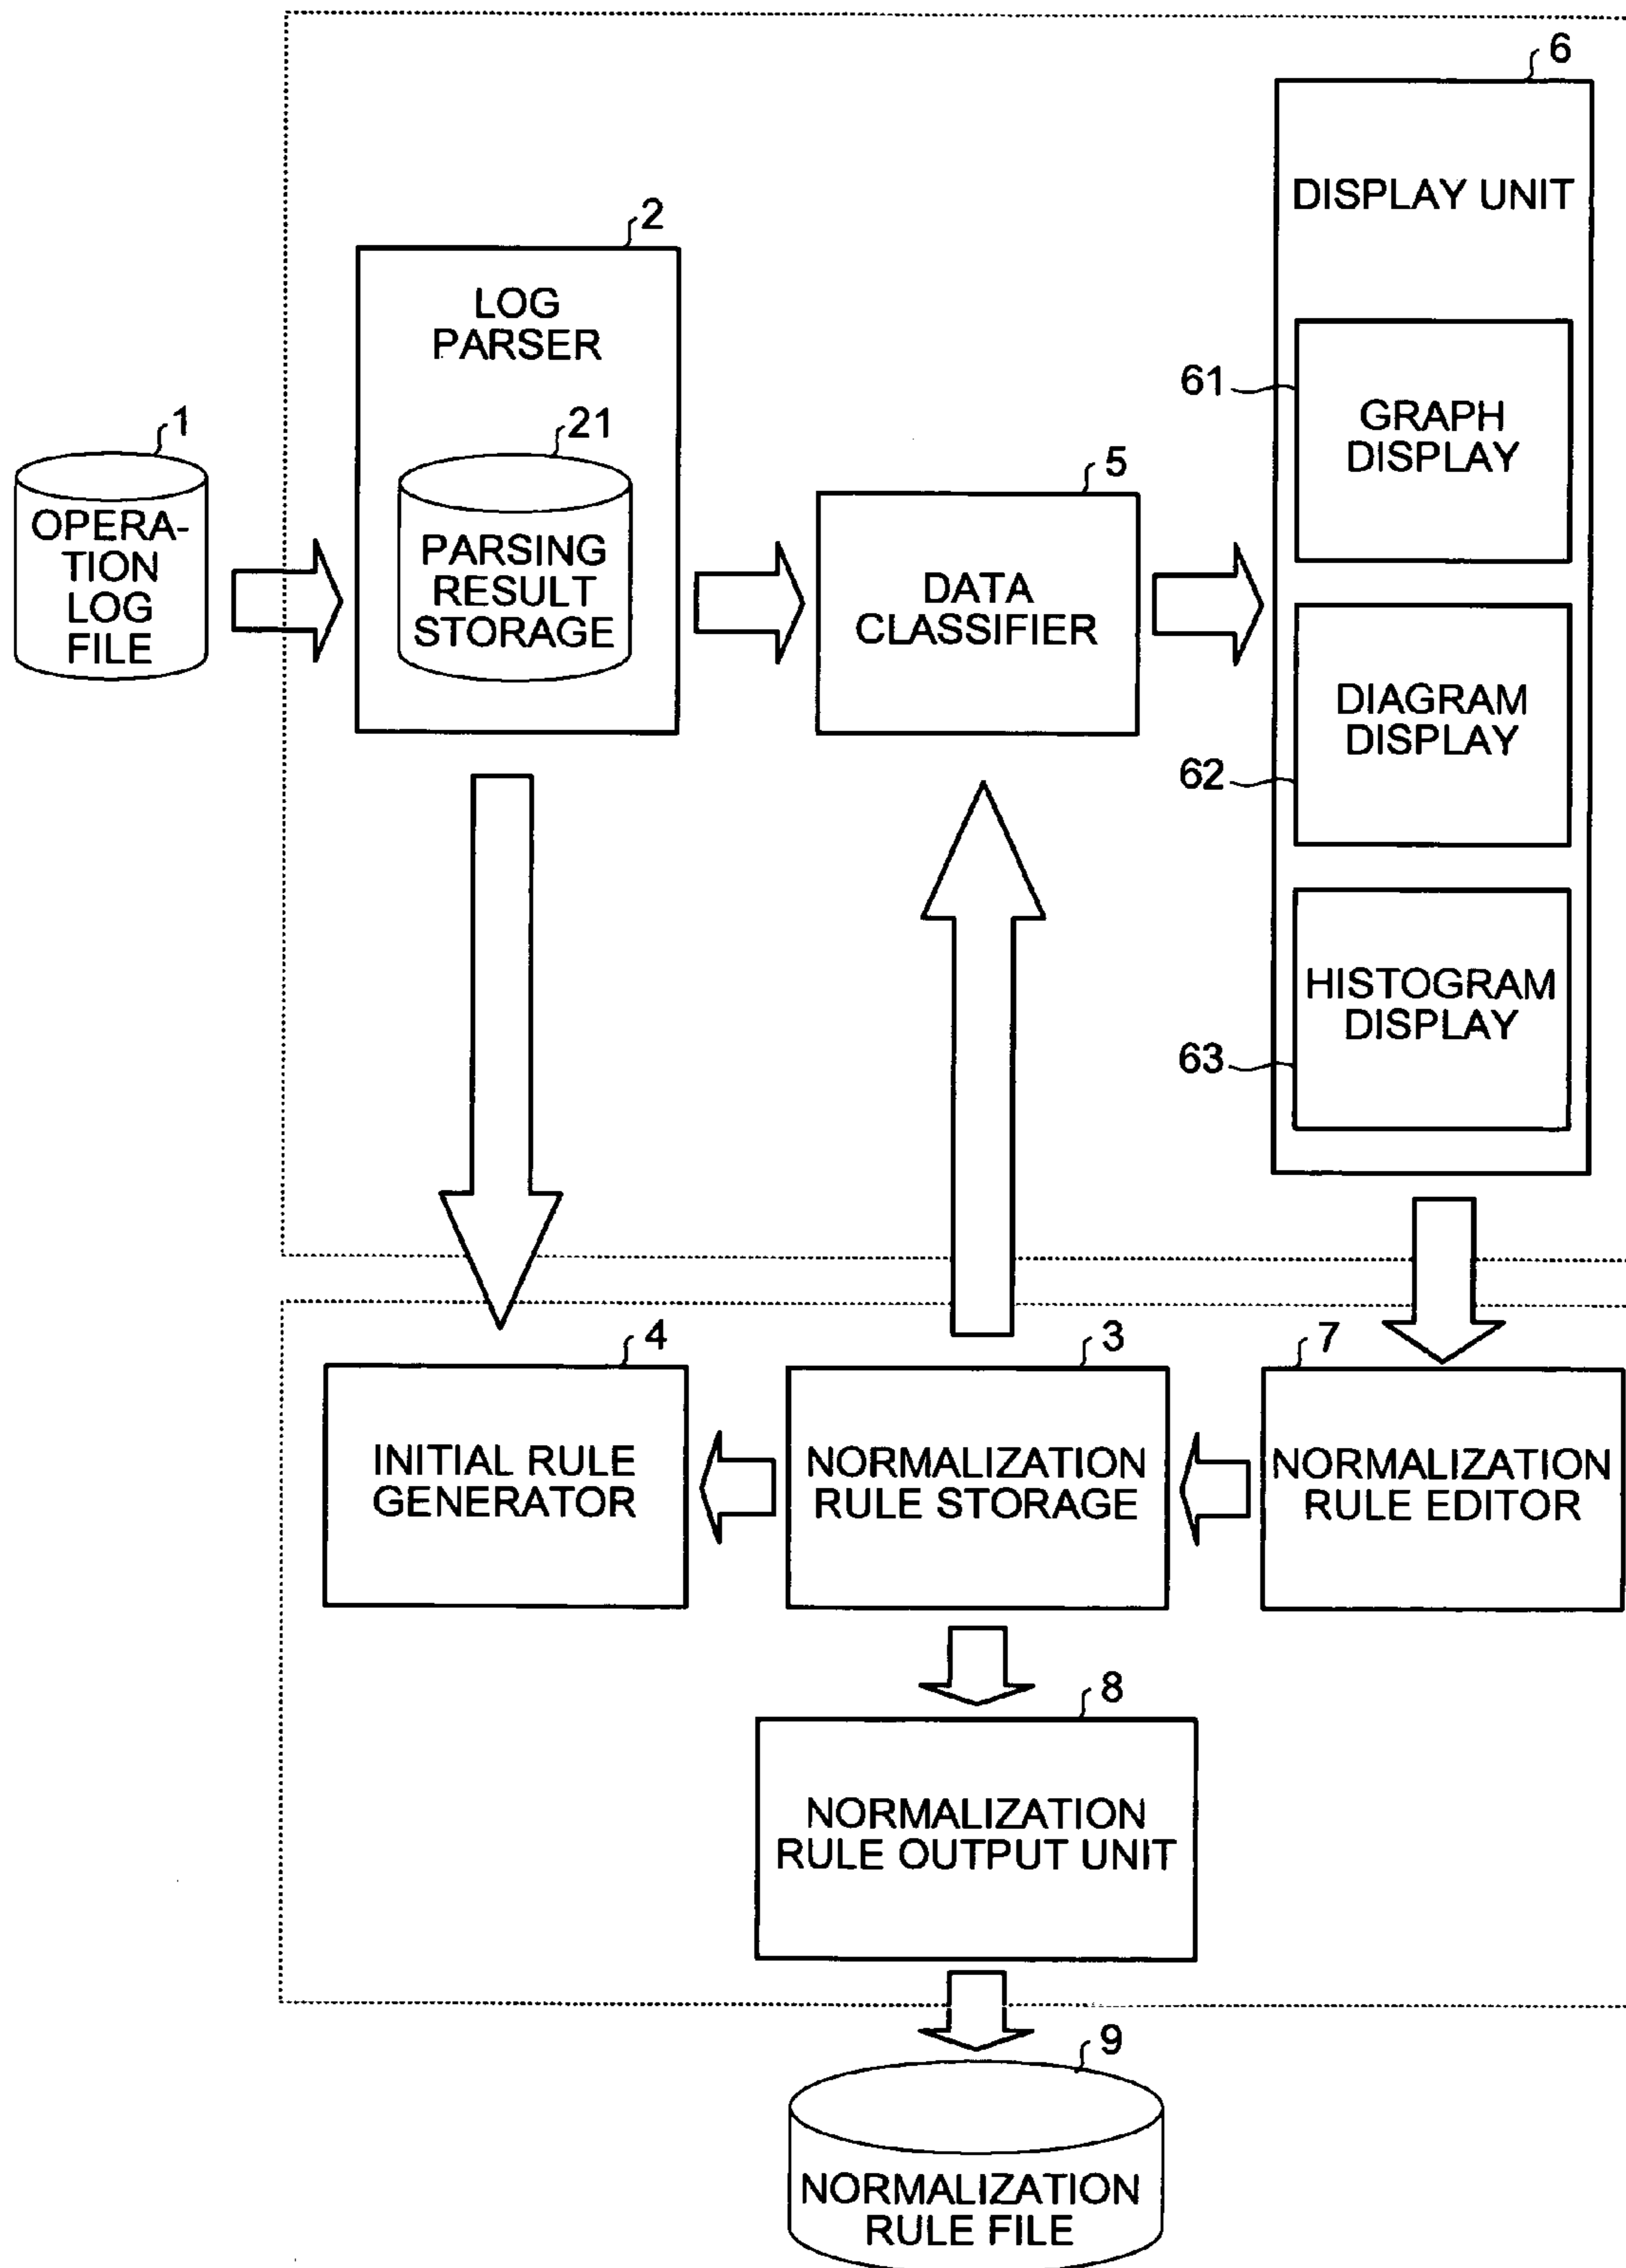 6
DISPLAY UNIT
2
LOG
PARSER
61
GRAPH
DISPLAY
1
21
5
OPERA-
TION
LOG
FILE
PARSING
RESULT
STORAGE
DATA
CLASSIFIER
DIAGRAM
DISPLAY
62
HISTOGRAM
DISPLAY
63
4
3
7
INITIAL RULE
GENERATOR
NORMALIZATION
RULE STORAGE
NORMALIZATION
RULE EDITOR
8
NORMALIZATION
RULE OUTPUT UNIT
9
NORMALIZATION
RULE FILE